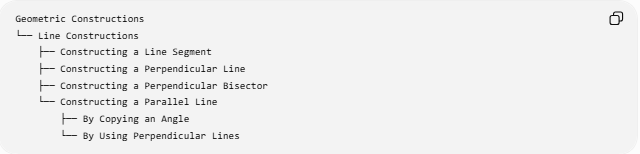 Geometric Constructions
└── Line Constructions
    ├── Constructing a Line Segment
    ├── Constructing a Perpendicular Line
    ├── Constructing a Perpendicular Bisector
    └── Constructing a Parallel Line
        ├── By Copying an Angle
        └── By Using Perpendicular Lines